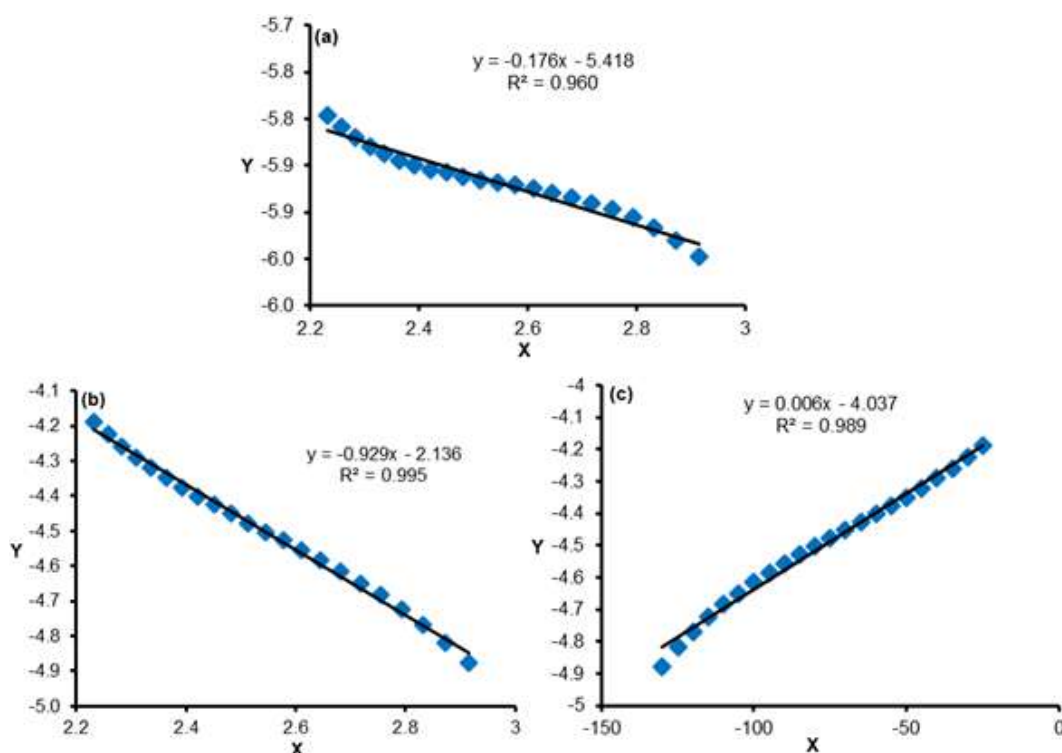 (a)
y = -0.176x - 5.418
R² = 0.960
-5.7
-5.8
-5.8
-5.9
-5.9
-6.0
-6.0
Y
2.2 2.4 2.6 2.8 3
X
(b)
y = -0.929x - 2.136
R² = 0.995
-4.1
-4.2
-4.3
-4.4
-4.5
-4.6
-4.7
-4.8
-4.9
-5.0
Y
2.2 2.4 2.6 2.8 3
X
(c)
y = 0.006x - 4.037
R² = 0.989
-4
-4.1
-4.2
-4.3
-4.4
-4.5
-4.6
-4.7
-4.8
-4.9
-5
Y
-150 -100 -50 0
X